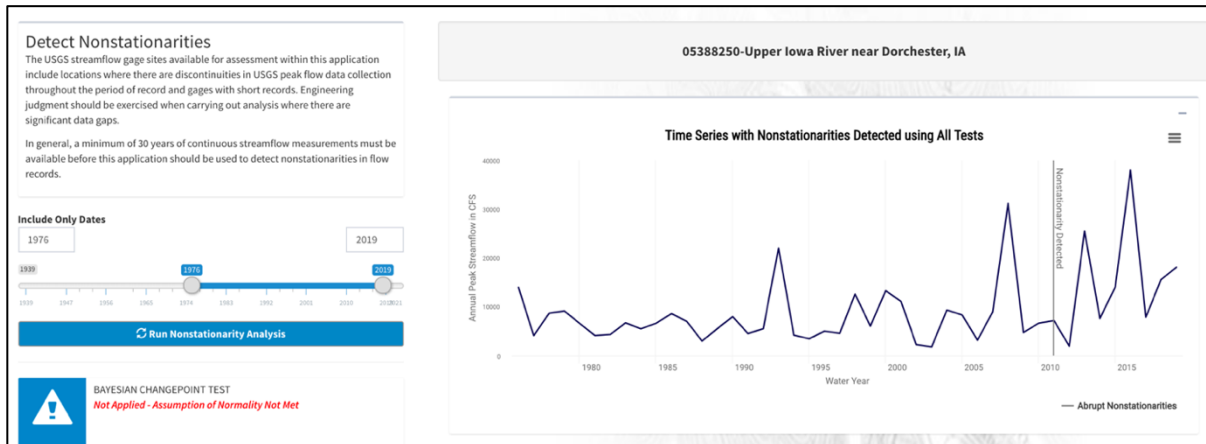 Detect Nonstationarities
The USGS streamflow gage sites available for assessment within this application
include locations where there are discontinuities in USGS peak flow data collection
throughout the period of record and gages with short records. Engineering
judgment should be exercised when carrying out analysis where there are
significant data gaps.
In general, a minimum of 30 years of continuous streamflow measurements must be
available before this application should be used to detect nonstationarities in flow
records.
Include Only Dates
1976
2019
1939
1976
2019
1939 1947 1956 1965 1974 1983 1992 2001 2010 2021
Run Nonstationarity Analysis
BAYESIAN CHANGEPOINT TEST
Not Applied - Assumption of Normality Not Met
05388250-Upper Iowa River near Dorchester, IA
Time Series with Nonstationarities Detected using All Tests
Annual Peak Streamflow in CFS
40000
30000
20000
10000
0
Nonstationarity Detected
1980 1985 1990 1995 2000 2005 2010 2015
Water Year
Abrupt Nonstationarities